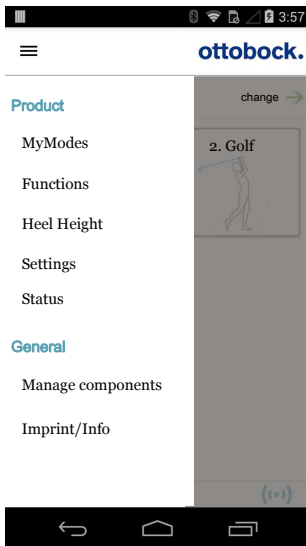 3:57
ottobock.
Product
change
MyModes
2. Golf
Functions
Heel Height
Settings
Status
General
Manage components
Imprint/Info